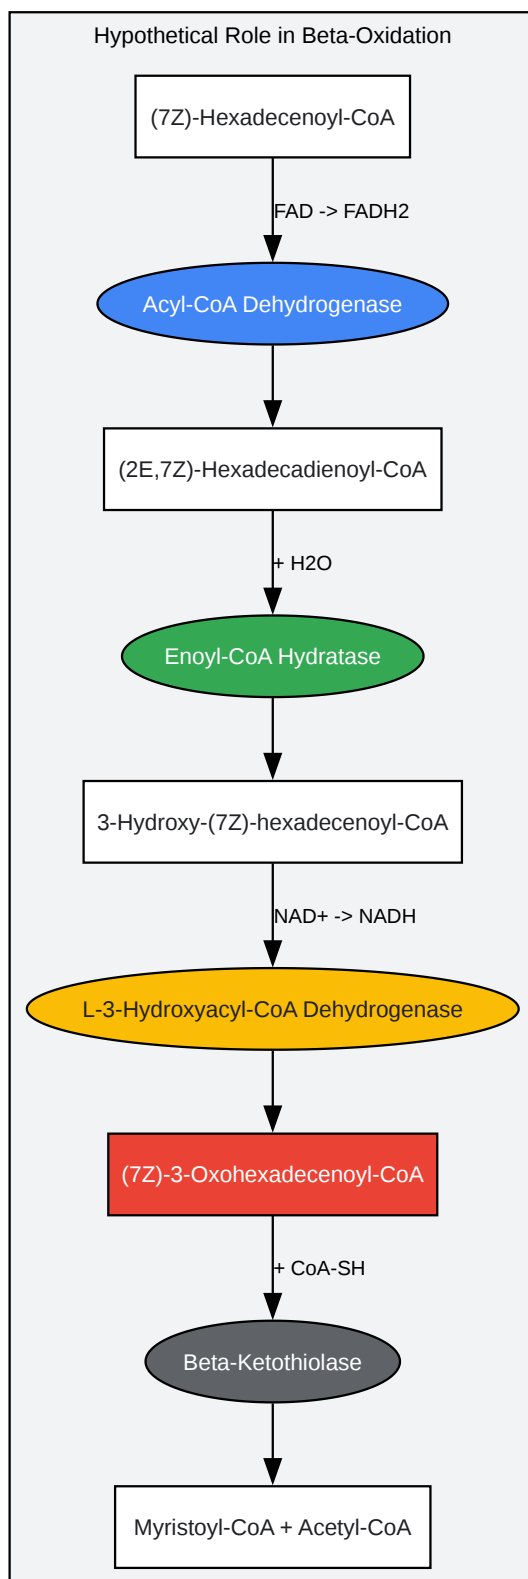 Hypothetical Role in Beta-Oxidation
(7Z)-Hexadecenoyl-CoA
FAD -> FADH2
Acyl-CoA Dehydrogenase
(2E,7Z)-Hexadecadienoyl-CoA
+ H2O
Enoyl-CoA Hydratase
3-Hydroxy-(7Z)-hexadecenoyl-CoA
NAD+ -> NADH
L-3-Hydroxyacyl-CoA Dehydrogenase
(7Z)-3-Oxohexadecenoyl-CoA
+ CoA-SH
Beta-Ketothiolase
Myristoyl-CoA + Acetyl-CoA